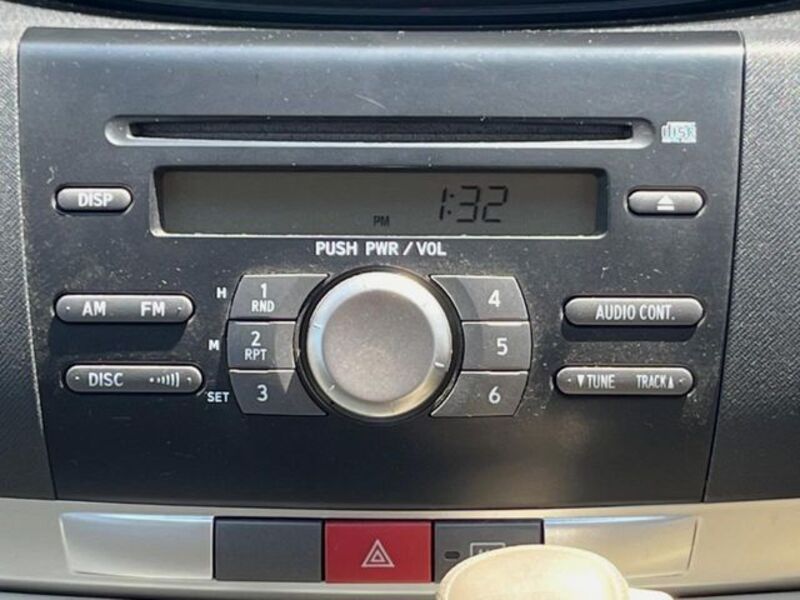 DISC
DISP
PM 1:32
PUSH PWR / VOL
AM FM
H 1 RND 4
AUDIO CONT.
M 2 RPT 5
DISC
SET 3 6
▼TUNE TRACK▲